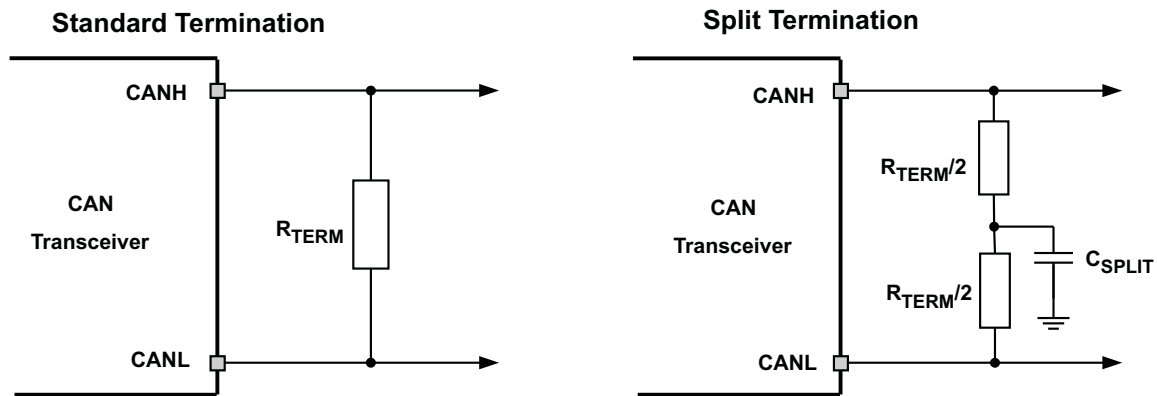 Standard Termination
CANH
CAN
Transceiver
RTERM
CANL
Split Termination
CANH
RTERM/2
CAN
Transceiver
CSPLIT
RTERM/2
CANL